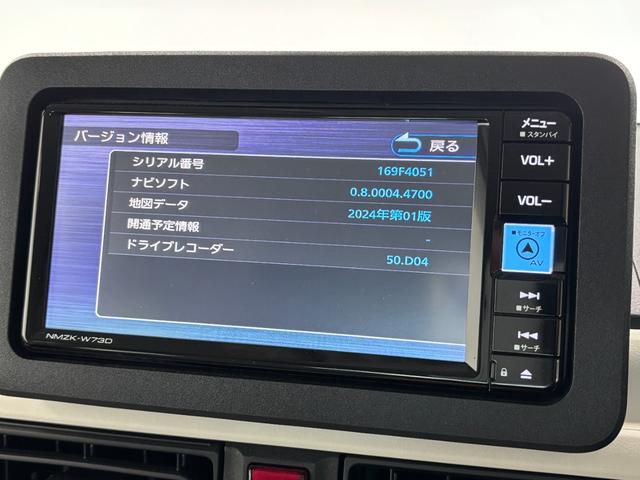 バージョン情報
戻る
シリアル番号 169F4051
ナビソフト 0.8.0004.4700
地図データ 2024年第01版
開通予定情報 -
ドライブレコーダー 50.D04
NMZK-W73D
メニュー
■スタンバイ
VOL+
VOL-
■モニターオフ
AV
■サーチ
■サーチ